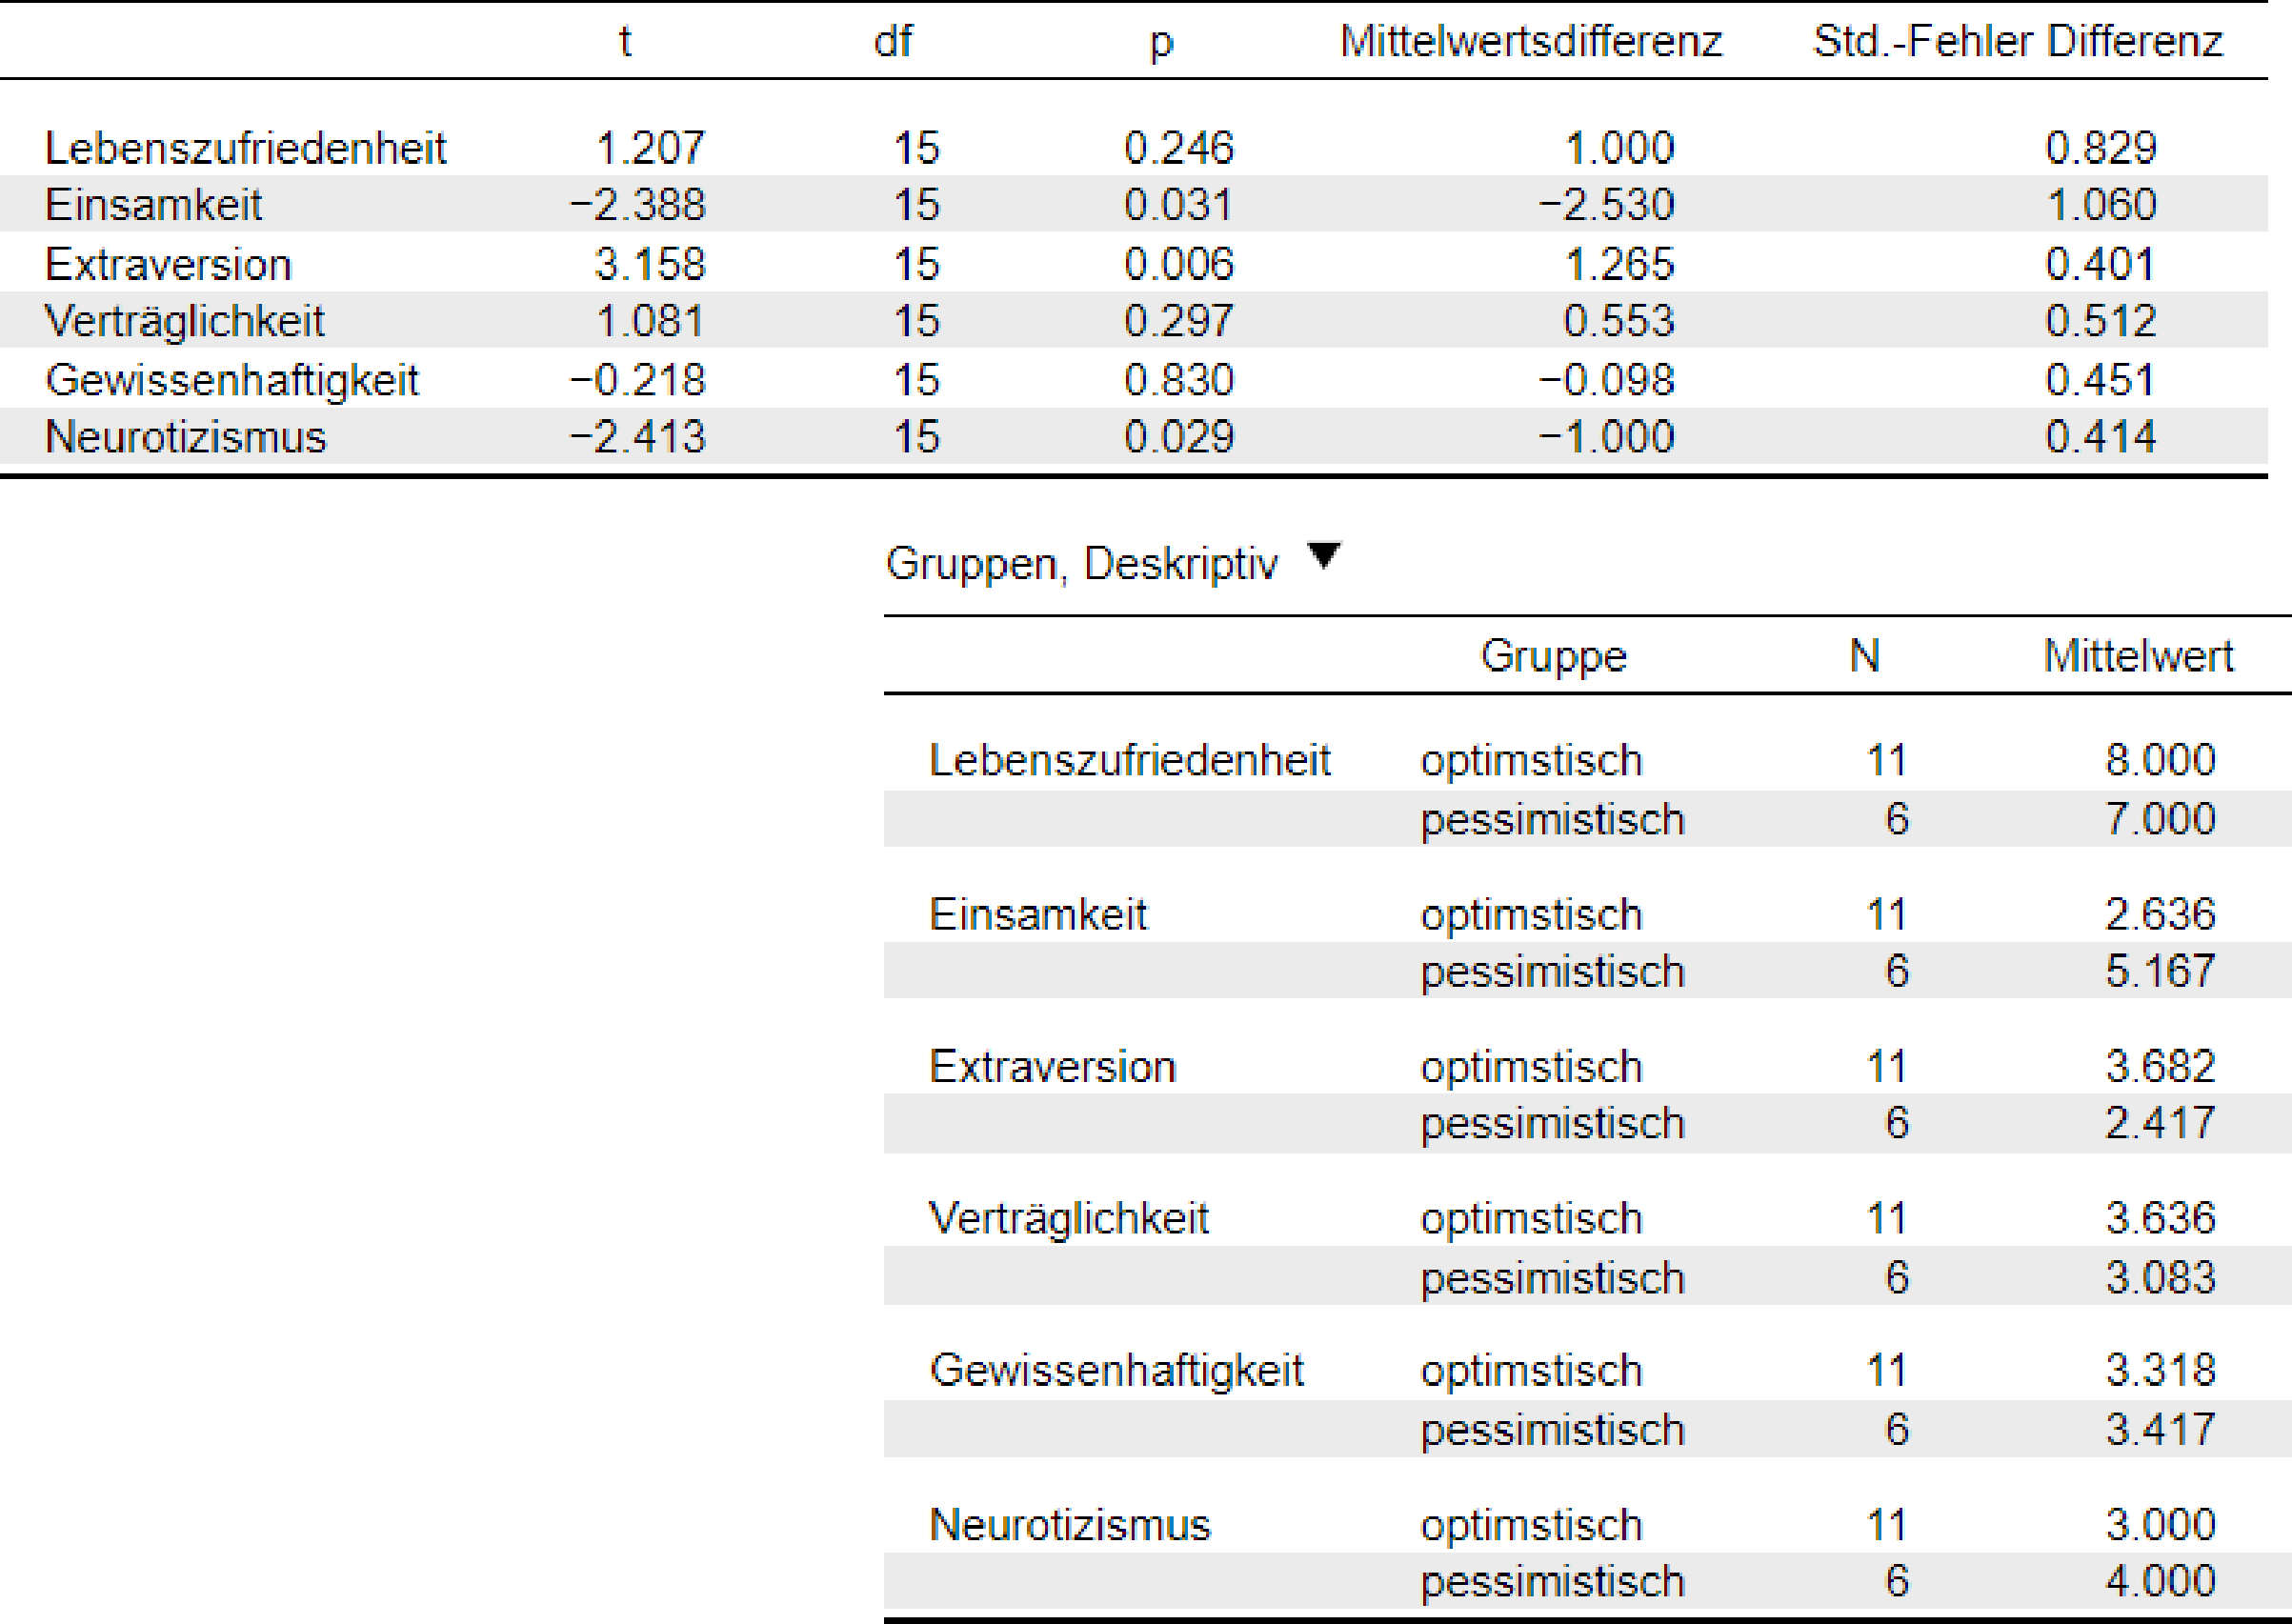 t df p Mittelwertsdifferenz Std.-Fehler Differenz
Lebenszufriedenheit 1.207 15 0.246 1.000 0.829
Einsamkeit −2.388 15 0.031 −2.530 1.060
Extraversion 3.158 15 0.006 1.265 0.401
Verträglichkeit 1.081 15 0.297 0.553 0.512
Gewissenhaftigkeit −0.218 15 0.830 −0.098 0.451
Neurotizismus −2.413 15 0.029 −1.000 0.414
Gruppen, Deskriptiv ▼
Gruppe N Mittelwert
Lebenszufriedenheit optimstisch 11 8.000
pessimistisch 6 7.000
Einsamkeit optimstisch 11 2.636
pessimistisch 6 5.167
Extraversion optimstisch 11 3.682
pessimistisch 6 2.417
Verträglichkeit optimstisch 11 3.636
pessimistisch 6 3.083
Gewissenhaftigkeit optimstisch 11 3.318
pessimistisch 6 3.417
Neurotizismus optimstisch 11 3.000
pessimistisch 6 4.000